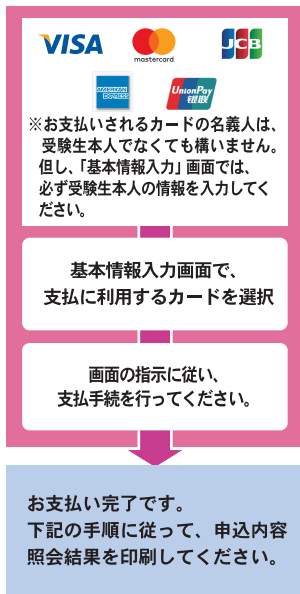 VISA
mastercard
JCB
AMERICAN
EXPRESS
UnionPay
银联
※お支払いされるカードの名義人は、
受験生本人でなくても構いません。
但し、「基本情報入力」画面では、
必ず受験生本人の情報を入力してく
ださい。
基本情報入力画面で、
支払に利用するカードを選択
画面の指示に従い、
支払手続を行ってください。
お支払い完了です。
下記の手順に従って、申込内容
照会結果を印刷してください。